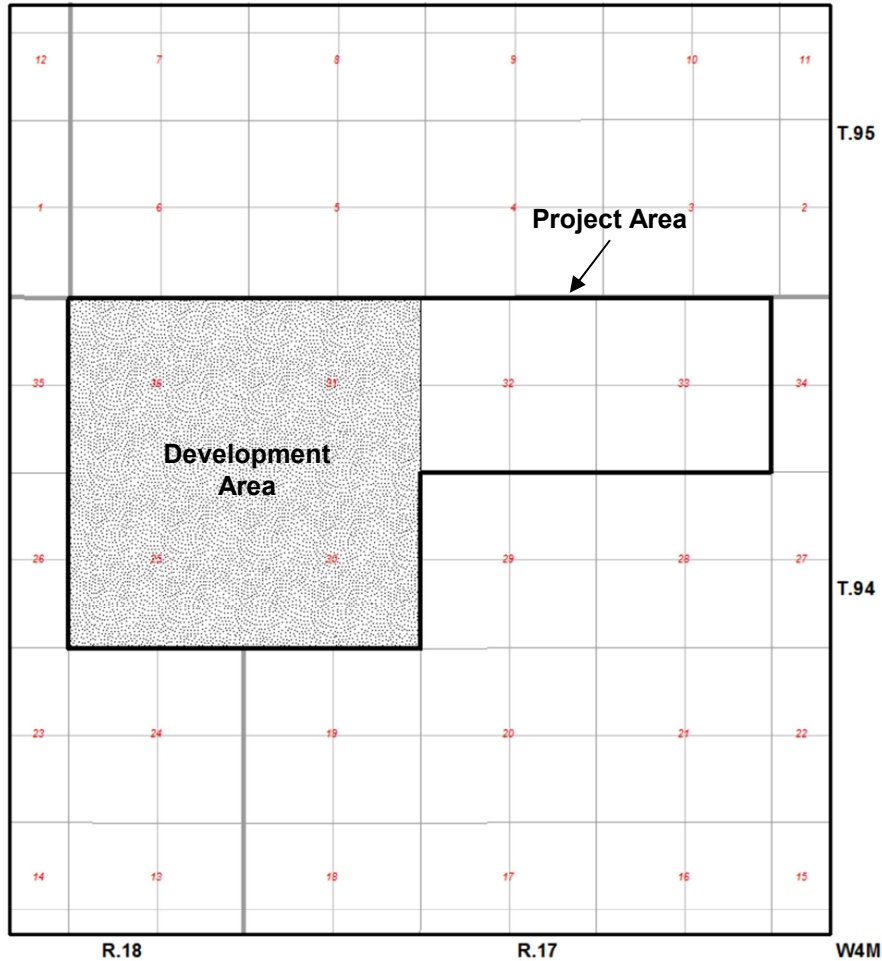 12 7 8 9 10 11
T.95
1 6 5 4 3 2
Project Area
35 36 31 32 33 34
Development
Area
26 25 30 29 28 27
T.94
23 24 19 20 21 22
14 13 18 17 16 15
R.18 R.17 W4M